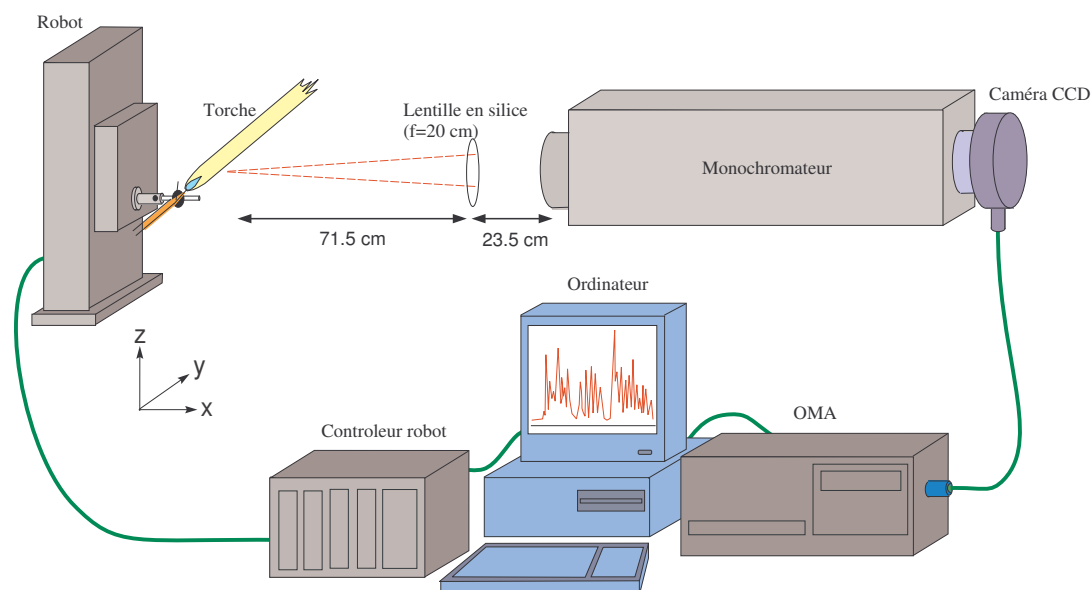 Robot
Torche
Lentille en silice
(f=20 cm)
Caméra CCD
Monochromateur
71.5 cm
23.5 cm
Ordinateur
z
y
x
Controleur robot
OMA